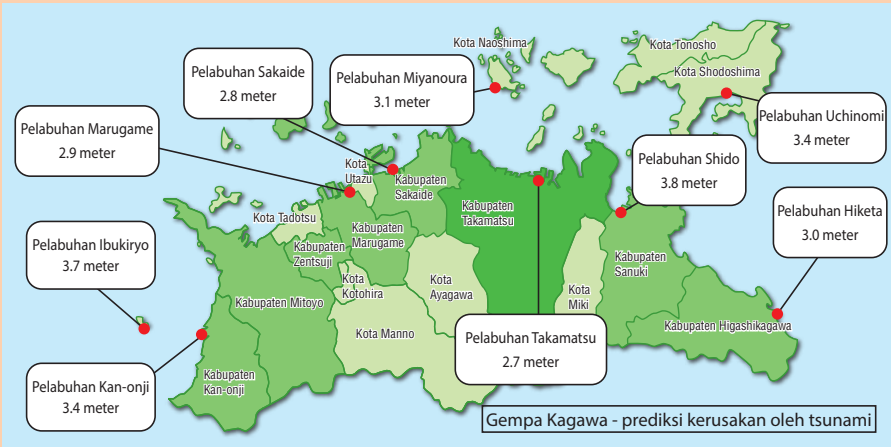 Kota Naoshima
Kota Tonosho
Kota Shodoshima
Pelabuhan Sakaide
2.8 meter
Pelabuhan Miyanoura
3.1 meter
Pelabuhan Uchinomi
3.4 meter
Pelabuhan Marugame
2.9 meter
Pelabuhan Shido
3.8 meter
Pelabuhan Hiketa
3.0 meter
Pelabuhan Ibukiryo
3.7 meter
Pelabuhan Kan-onji
3.4 meter
Pelabuhan Takamatsu
2.7 meter
Kota
Utazu
Kabupaten
Sakaide
Kabupaten
Takamatsu
Kota Tadotsu
Kabupaten
Marugame
Kabupaten
Zentsuji
Kota
Kotohira
Kota
Ayagawa
Kota
Miki
Kabupaten
Sanuki
Kabupaten Mitoyo
Kota Manno
Kabupaten Higashikagawa
Kabupaten
Kan-onji
Gempa Kagawa - prediksi kerusakan oleh tsunami